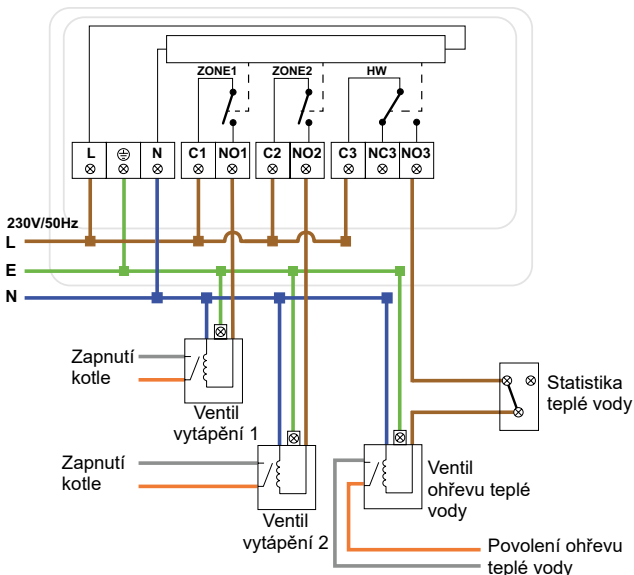 ZONE1 ZONE2 HW
L N C1 NO1 C2 NO2 C3 NC3 NO3
230V/50Hz
L
E
N
Zapnutí
kotle
Ventil
vytápění 1
Statistika
teplé vody
Zapnutí
kotle
Ventil
vytápění 2
Ventil
ohřevu teplé
vody
Povolení ohřevu
teplé vody